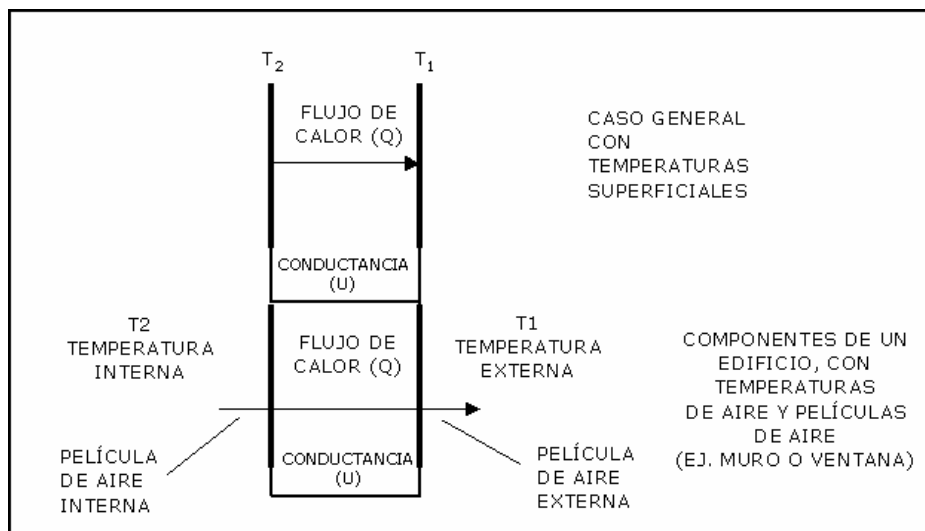 T2
T1
FLUJO DE
CALOR (Q)
CASO GENERAL
CON
TEMPERATURAS
SUPERFICIALES
CONDUCTANCIA
(U)
T2
TEMPERATURA
INTERNA
FLUJO DE
CALOR (Q)
T1
TEMPERATURA
EXTERNA
COMPONENTES DE UN
EDIFICIO, CON
TEMPERATURAS
DE AIRE Y PELÍCULAS
DE AIRE
(EJ. MURO O VENTANA)
PELÍCULA
DE AIRE
INTERNA
CONDUCTANCIA
(U)
PELÍCULA
DE AIRE
EXTERNA